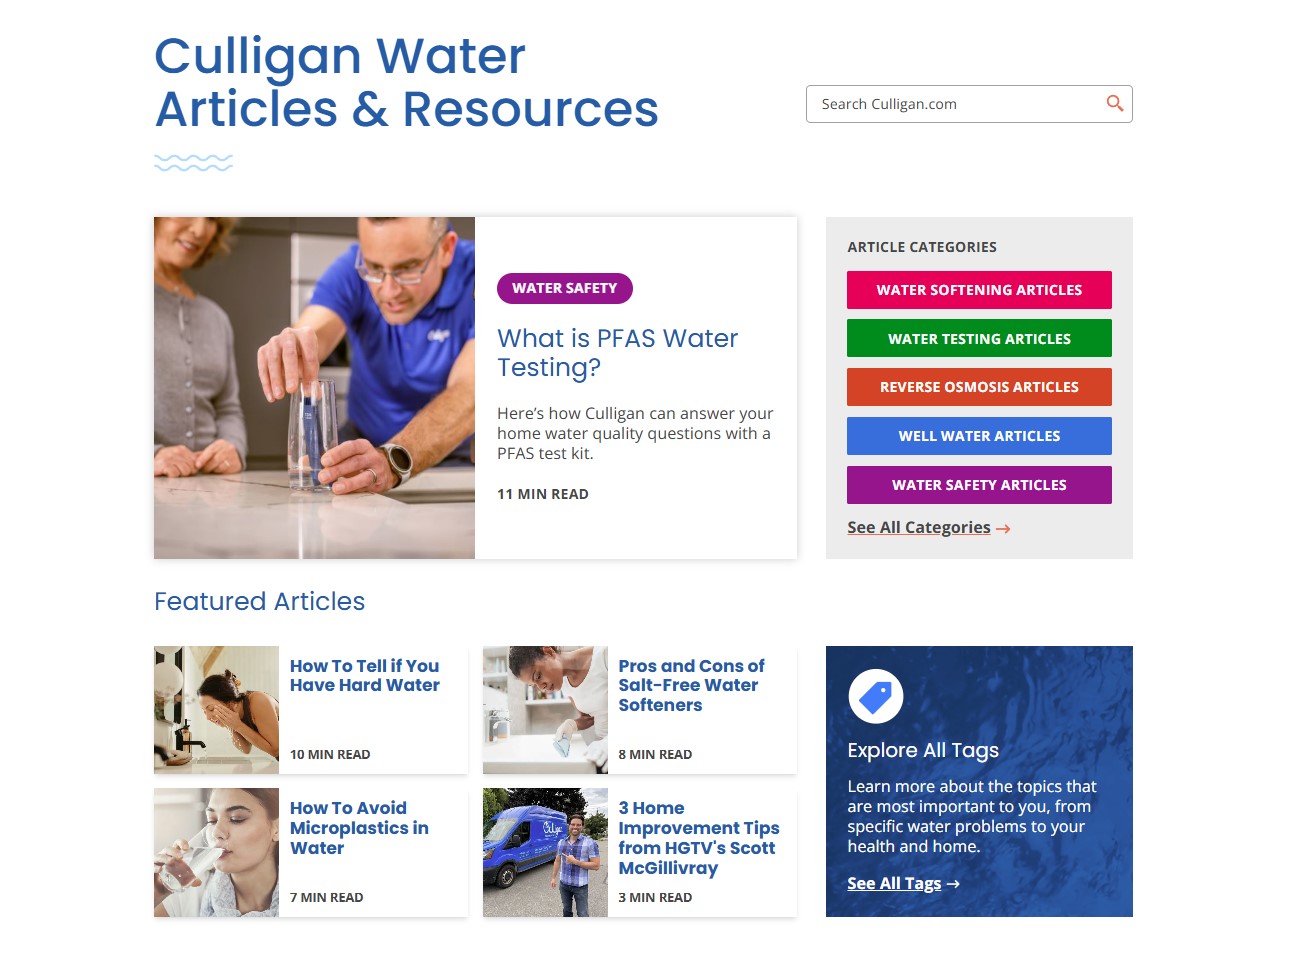 Culligan Water
Articles & Resources
Search Culligan.com
WATER SAFETY
What is PFAS Water
Testing?
Here’s how Culligan can answer your
home water quality questions with a
PFAS test kit.
11 MIN READ
ARTICLE CATEGORIES
WATER SOFTENING ARTICLES
WATER TESTING ARTICLES
REVERSE OSMOSIS ARTICLES
WELL WATER ARTICLES
WATER SAFETY ARTICLES
See All Categories →
Featured Articles
How To Tell if You
Have Hard Water
10 MIN READ
Pros and Cons of
Salt-Free Water
Softeners
8 MIN READ
How To Avoid
Microplastics in
Water
7 MIN READ
Culligan
3 Home
Improvement Tips
from HGTV's Scott
McGillivray
3 MIN READ
Explore All Tags
Learn more about the topics that
are most important to you, from
specific water problems to your
health and home.
See All Tags →